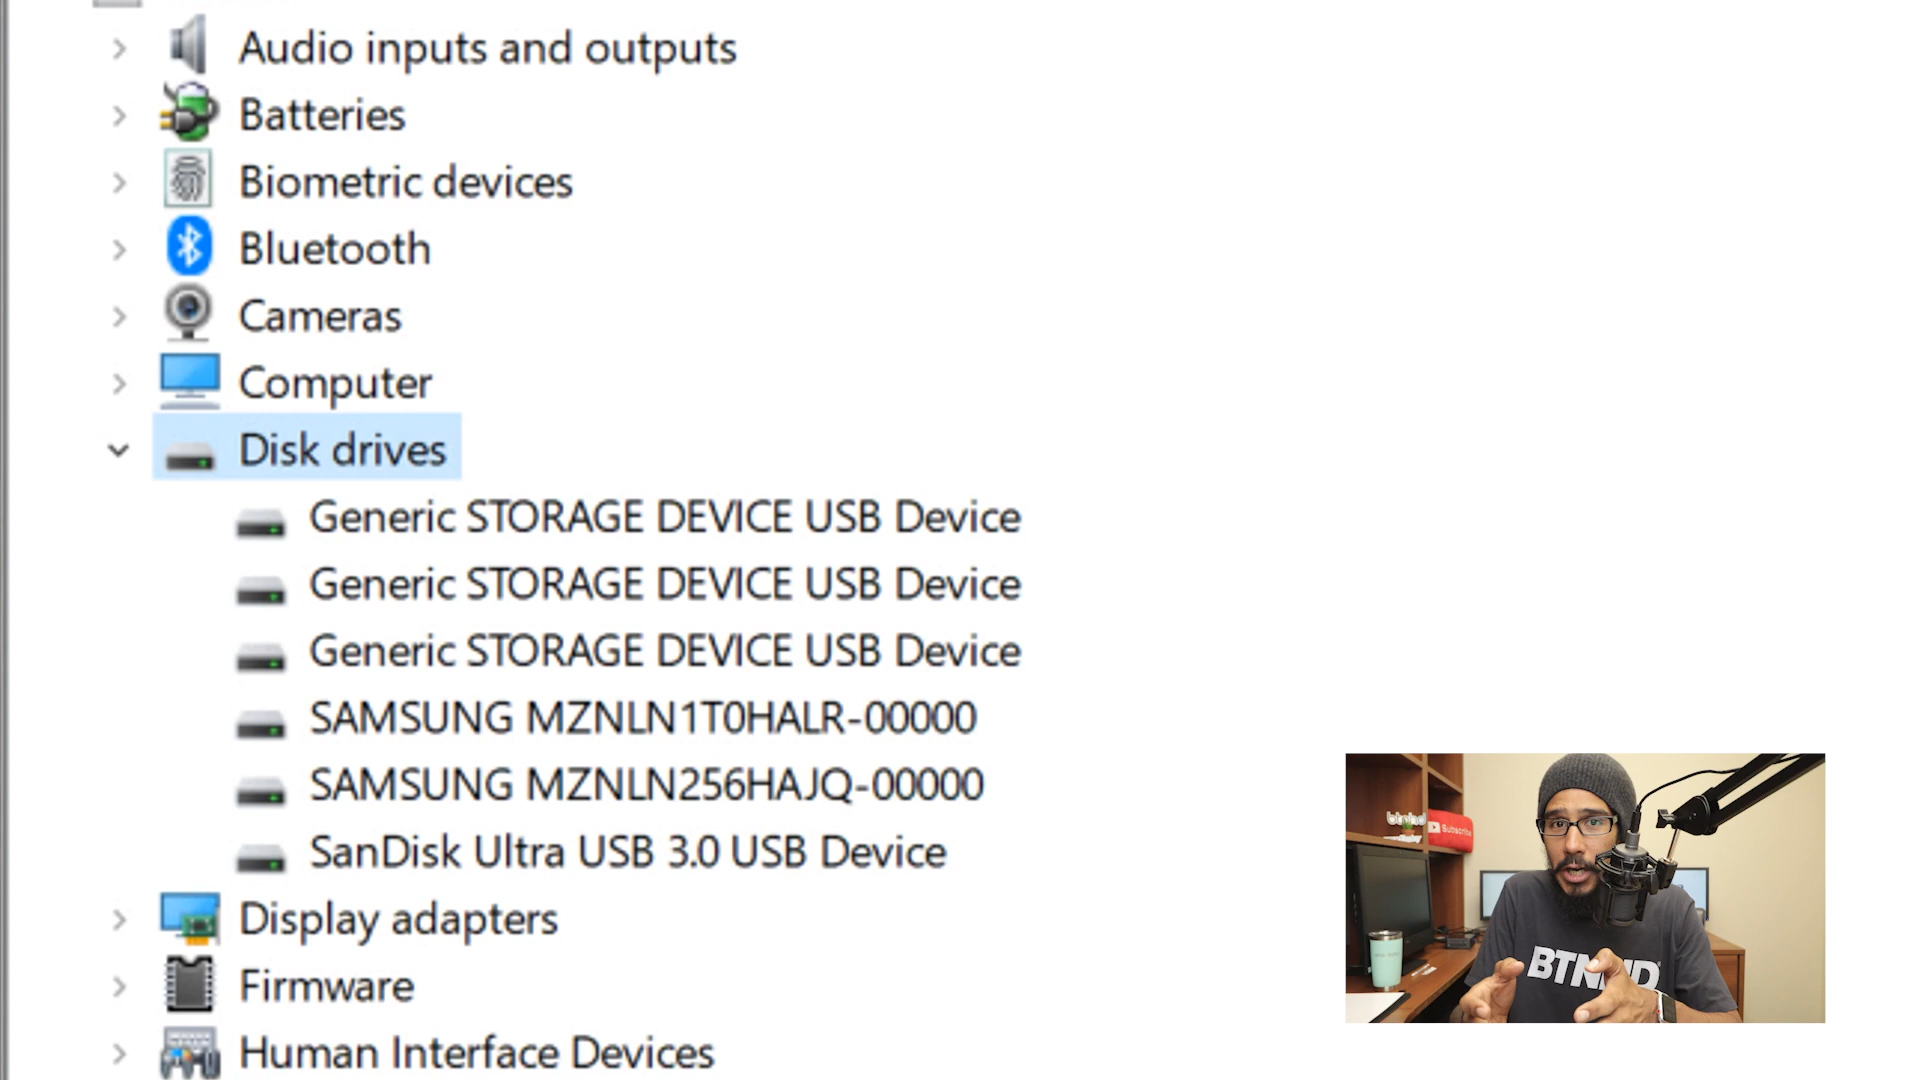 Audio inputs and outputs
Batteries
Biometric devices
Bluetooth
Cameras
Computer
Disk drives
Generic STORAGE DEVICE USB Device
Generic STORAGE DEVICE USB Device
Generic STORAGE DEVICE USB Device
SAMSUNG MZNLN1T0HALR-00000
SAMSUNG MZNLN256HAJQ-00000
SanDisk Ultra USB 3.0 USB Device
Display adapters
Firmware
Human Interface Devices
btnhd
Subscribe